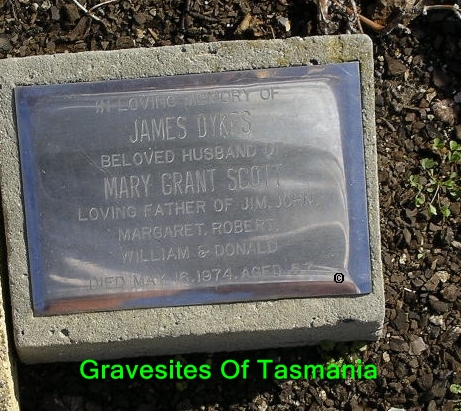 IN LOVING MEMORY OF
JAMES DYKES
BELOVED HUSBAND OF
MARY GRANT SCOTT
LOVING FATHER OF JIM, JOHN,
MARGARET, ROBERT,
WILLIAM & DONALD
DIED MAY 16, 1974, AGED
©
Gravesites Of Tasmania